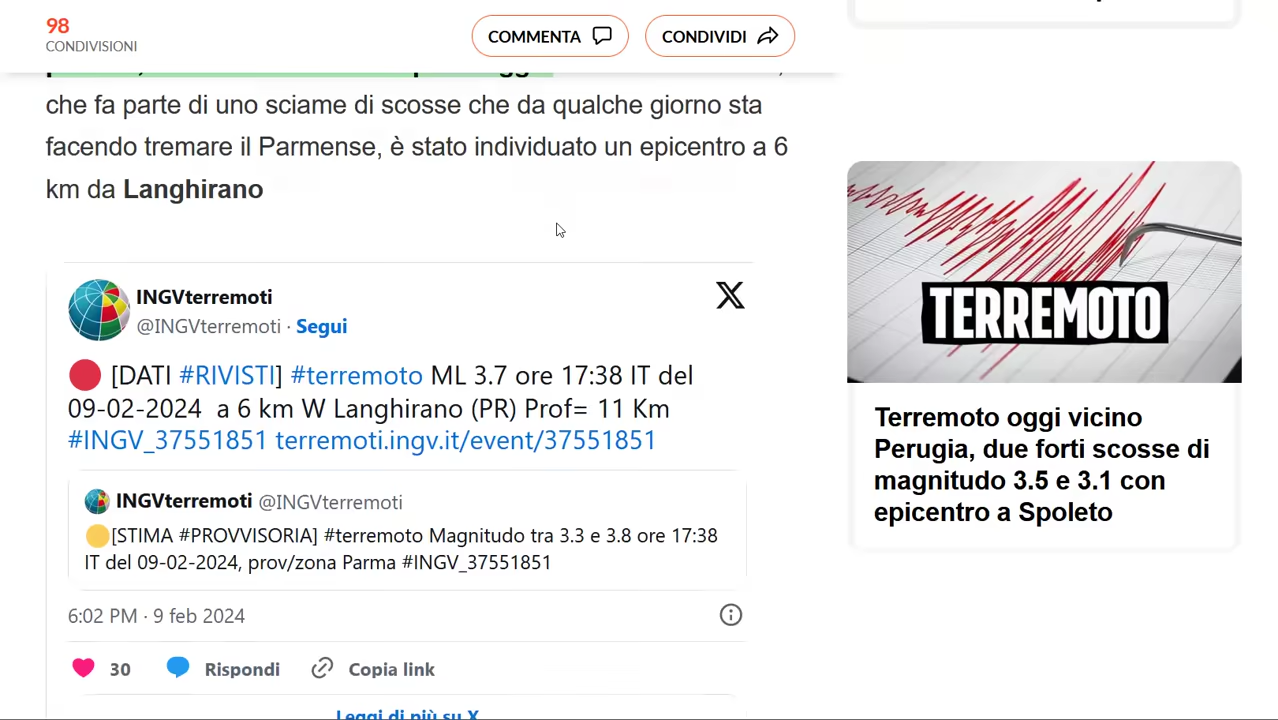 98
CONDIVISIONI
COMMENTA
CONDIVIDI
che fa parte di uno sciame di scosse che da qualche giorno sta
facendo tremare il Parmense, è stato individuato un epicentro a 6
km da Langhirano
INGVterremoti
@INGVterremoti · Segui
[DATI #RIVISTI] #terremoto ML 3.7 ore 17:38 IT del
09-02-2024 a 6 km W Langhirano (PR) Prof= 11 Km
#INGV_37551851 terremoti.ingv.it/event/37551851
INGVterremoti @INGVterremoti
[STIMA #PROVVISORIA] #terremoto Magnitudo tra 3.3 e 3.8 ore 17:38
IT del 09-02-2024, prov/zona Parma #INGV_37551851
6:02 PM · 9 feb 2024
30 Rispondi Copia link
Leggi di più su X
TERREMOTO
Terremoto oggi vicino
Perugia, due forti scosse di
magnitudo 3.5 e 3.1 con
epicentro a Spoleto